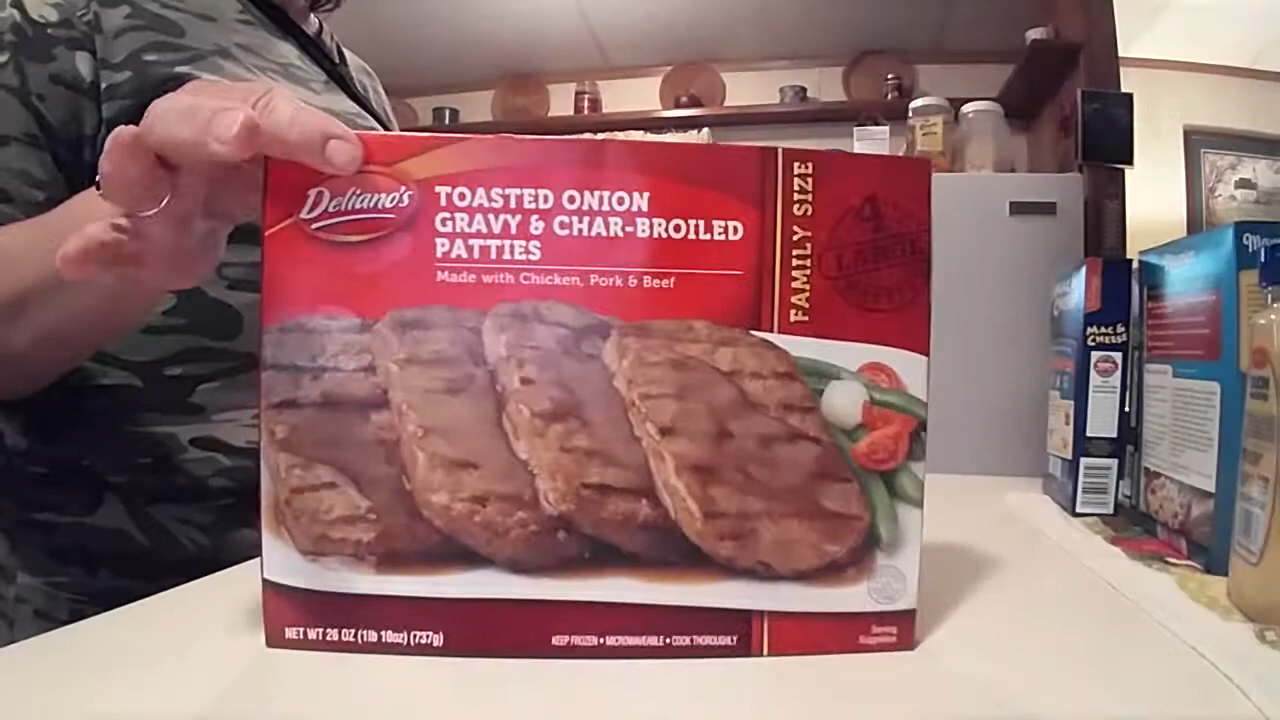 Deliano's
TOASTED ONION
GRAVY & CHAR-BROILED
PATTIES
Made with Chicken, Pork & Beef
FAMILY SIZE
4
LARGE
NET WT 26 OZ (1lb 10oz) (737g)
KEEP FROZEN • MICROWAVEABLE • COOK THOROUGHLY
Serving
Suggestion
MAC &
CHEESE